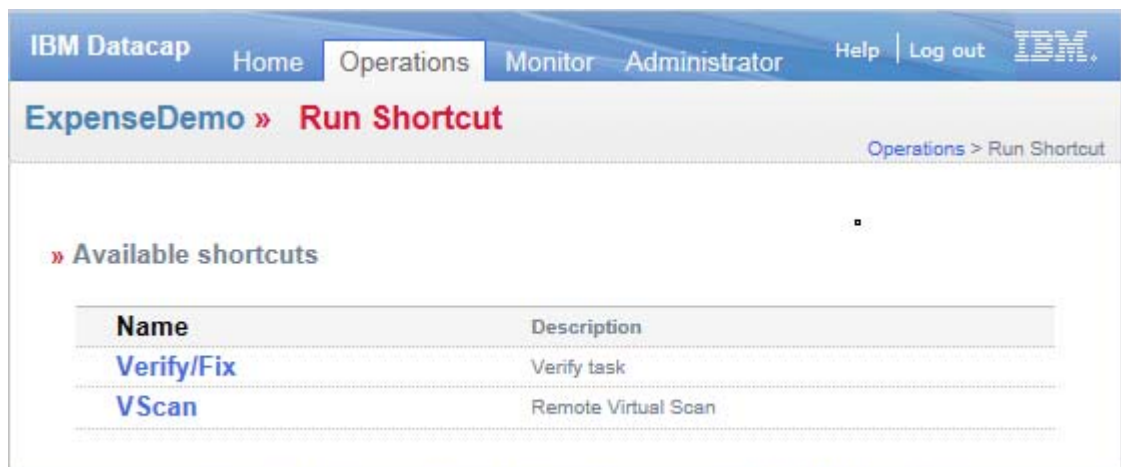 IBM Datacap Home Operations Monitor Administrator Help | Log out IBM.
ExpenseDemo » Run Shortcut
Operations > Run Shortcut
» Available shortcuts
Name Description
Verify/Fix Verify task
VScan Remote Virtual Scan